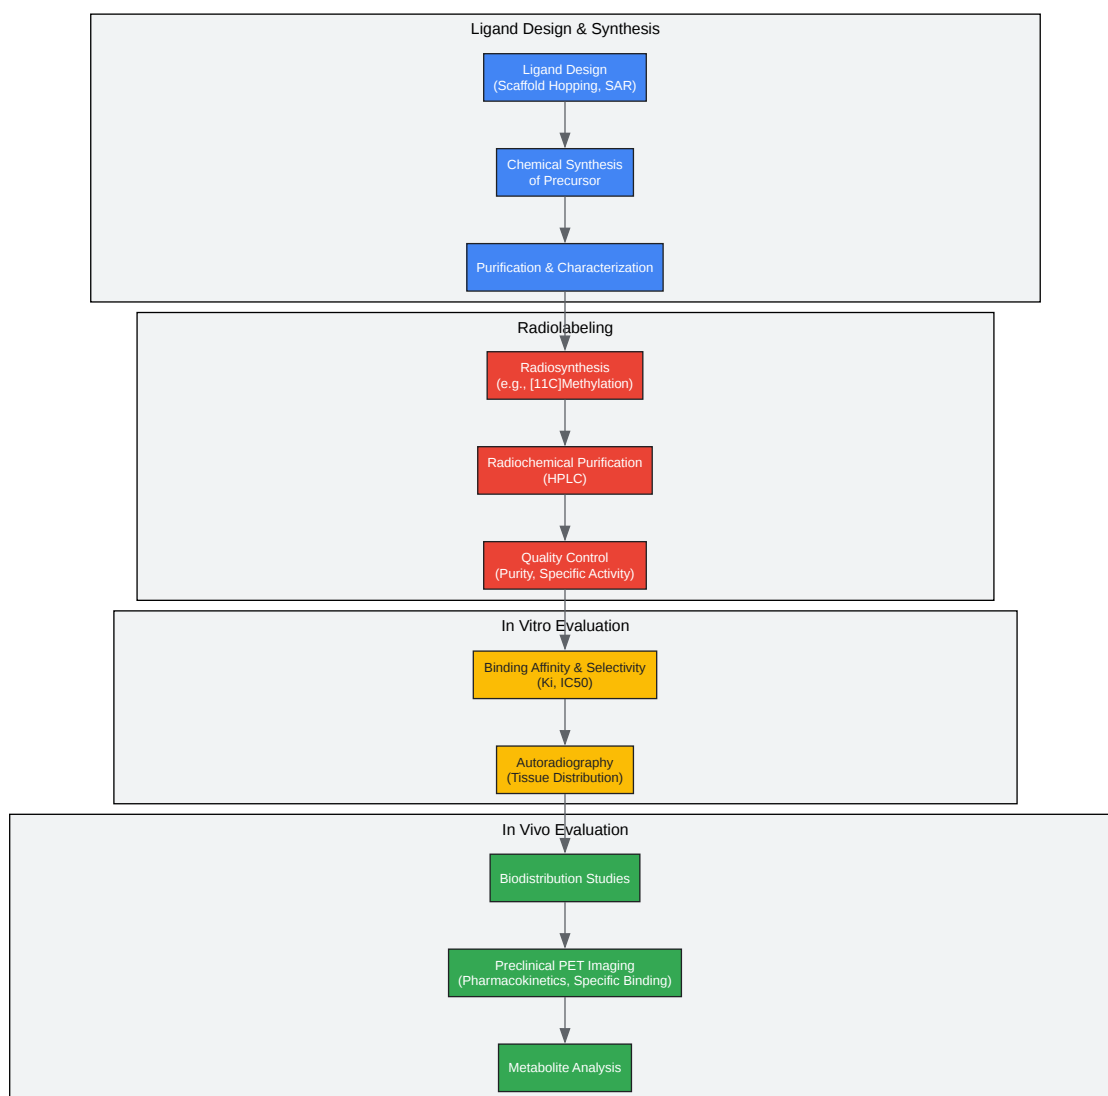 Ligand Design & Synthesis
Ligand Design
(Scaffold Hopping, SAR)
Chemical Synthesis
of Precursor
Purification & Characterization
Radiolabeling
Radiosynthesis
(e.g., [11C]Methylation)
Radiochemical Purification
(HPLC)
Quality Control
(Purity, Specific Activity)
In Vitro Evaluation
Binding Affinity & Selectivity
(Ki, IC50)
Autoradiography
(Tissue Distribution)
In Vivo Evaluation
Biodistribution Studies
Preclinical PET Imaging
(Pharmacokinetics, Specific Binding)
Metabolite Analysis